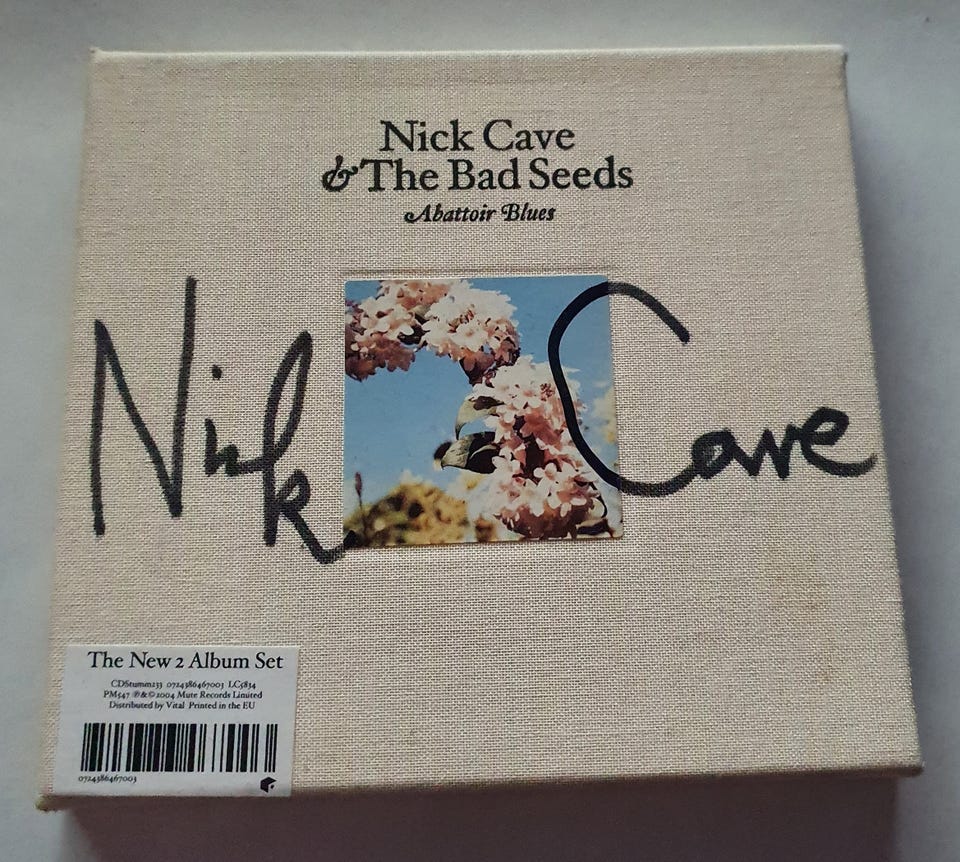 Nick Cave
& The Bad Seeds
Abattoir Blues
Nick Cave
The New 2 Album Set
CDStumm233 0724386467003 LC5834
PM547 ℗&©2004 Mute Records Limited
Distributed by Vital Printed in the EU
0724386467003